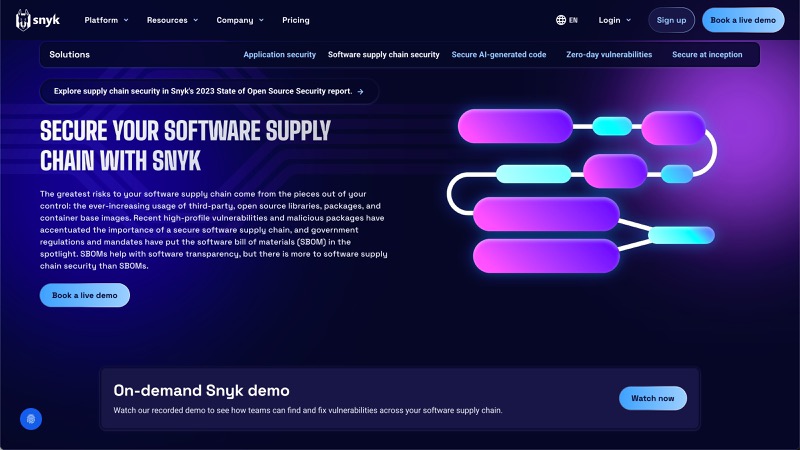 snyk Platform Resources Company Pricing EN Login Sign up Book a live demo
Solutions Application security Software supply chain security Secure AI-generated code Zero-day vulnerabilities Secure at inception
Explore supply chain security in Snyk's 2023 State of Open Source Security report. →
SECURE YOUR SOFTWARE SUPPLY
CHAIN WITH SNYK
The greatest risks to your software supply chain come from the pieces out of your
control: the ever-increasing usage of third-party, open source libraries, packages, and
container base images. Recent high-profile vulnerabilities and malicious packages have
accentuated the importance of a secure software supply chain, and government
regulations and mandates have put the software bill of materials (SBOM) in the
spotlight. SBOMs help with software transparency, but there is more to software supply
chain security than SBOMs.
Book a live demo
On-demand Snyk demo
Watch our recorded demo to see how teams can find and fix vulnerabilities across your software supply chain.
Watch now